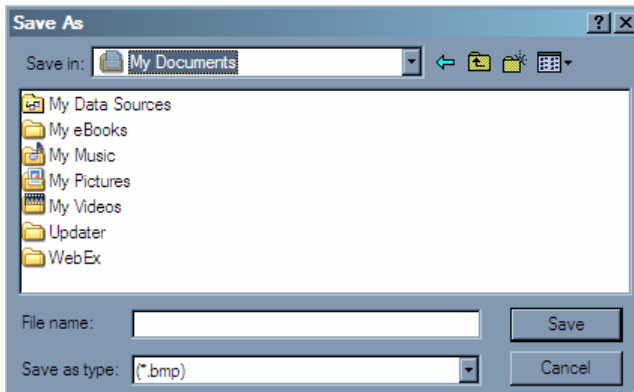 Save As
Save in: My Documents
My Data Sources
My eBooks
My Music
My Pictures
My Videos
Updater
WebEx
File name: Save
Save as type: (*.bmp) Cancel